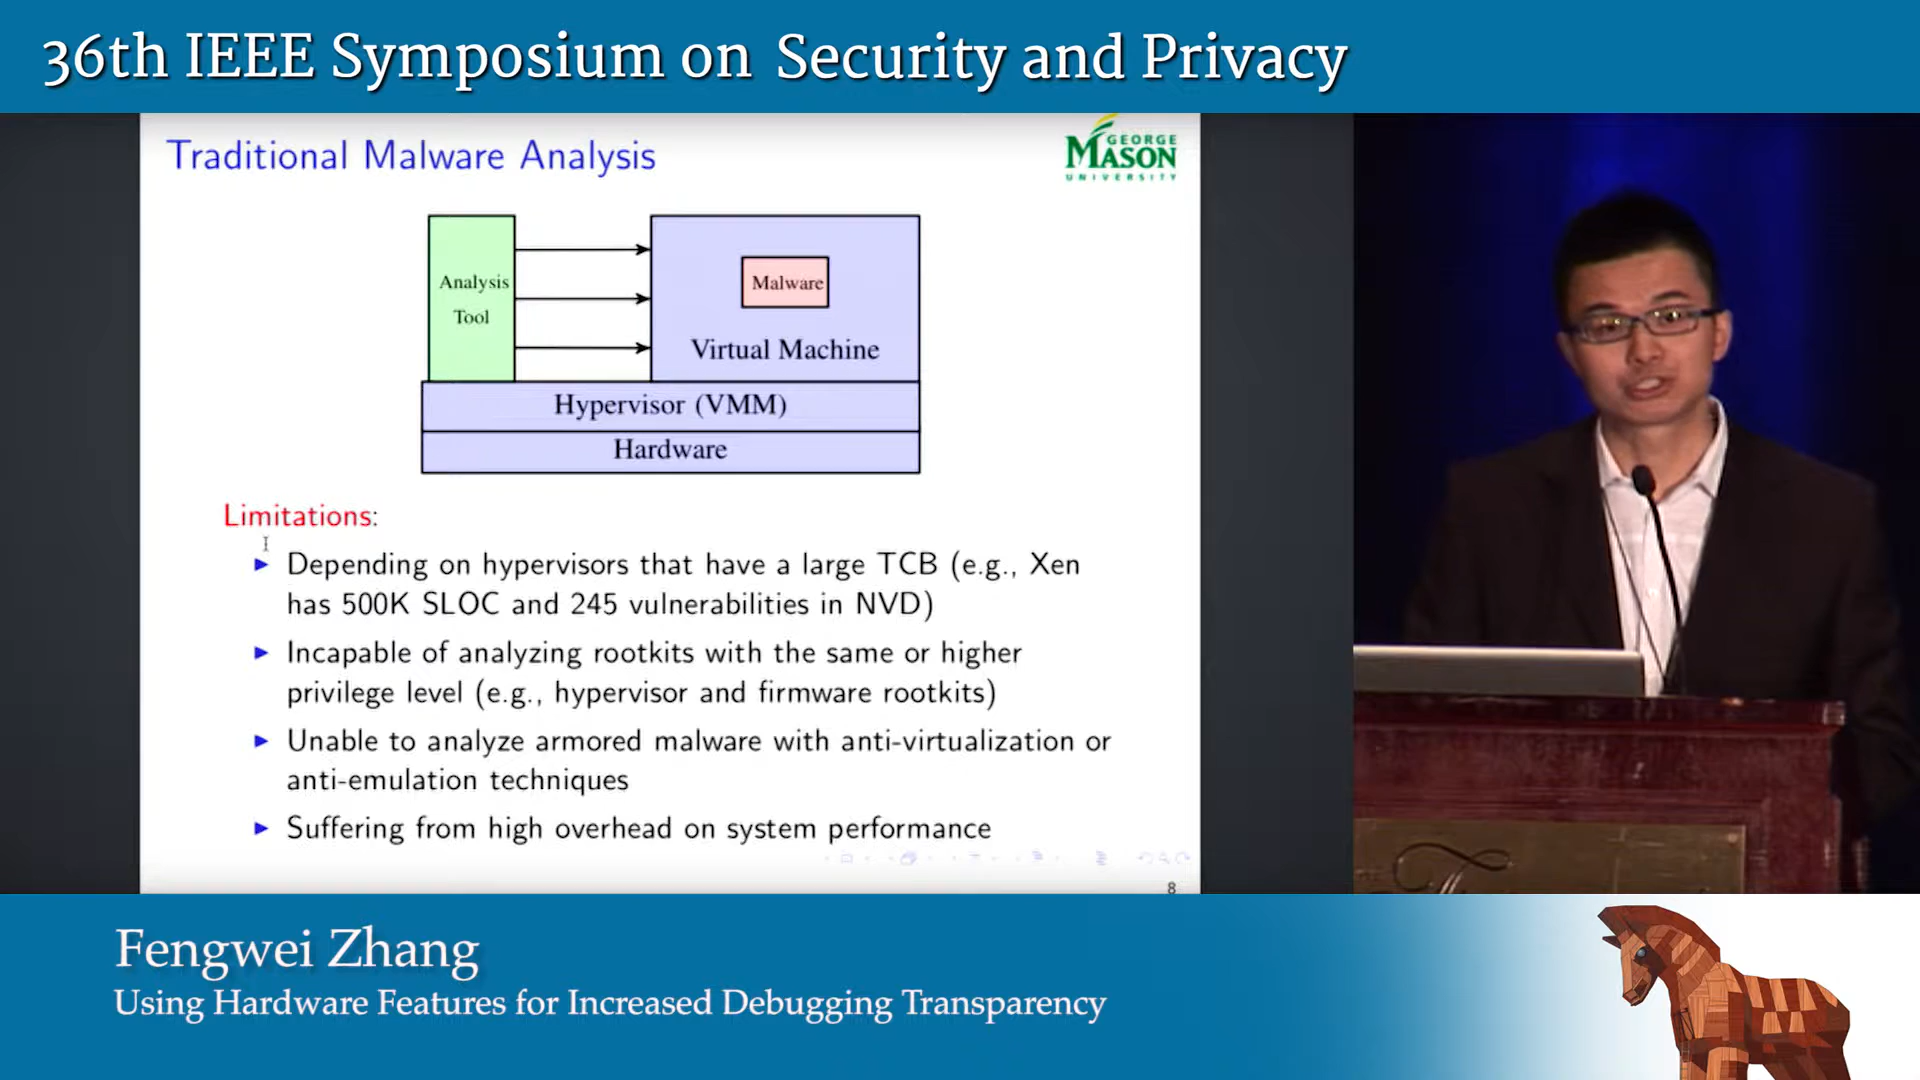 36th IEEE Symposium on Security and Privacy
Traditional Malware Analysis
GEORGE
MASON
UNIVERSITY
Analysis
Tool
Malware
Virtual Machine
Hypervisor (VMM)
Hardware
Limitations:
Depending on hypervisors that have a large TCB (e.g., Xen
has 500K SLOC and 245 vulnerabilities in NVD)
Incapable of analyzing rootkits with the same or higher
privilege level (e.g., hypervisor and firmware rootkits)
Unable to analyze armored malware with anti-virtualization or
anti-emulation techniques
Suffering from high overhead on system performance
8
Fengwei Zhang
Using Hardware Features for Increased Debugging Transparency